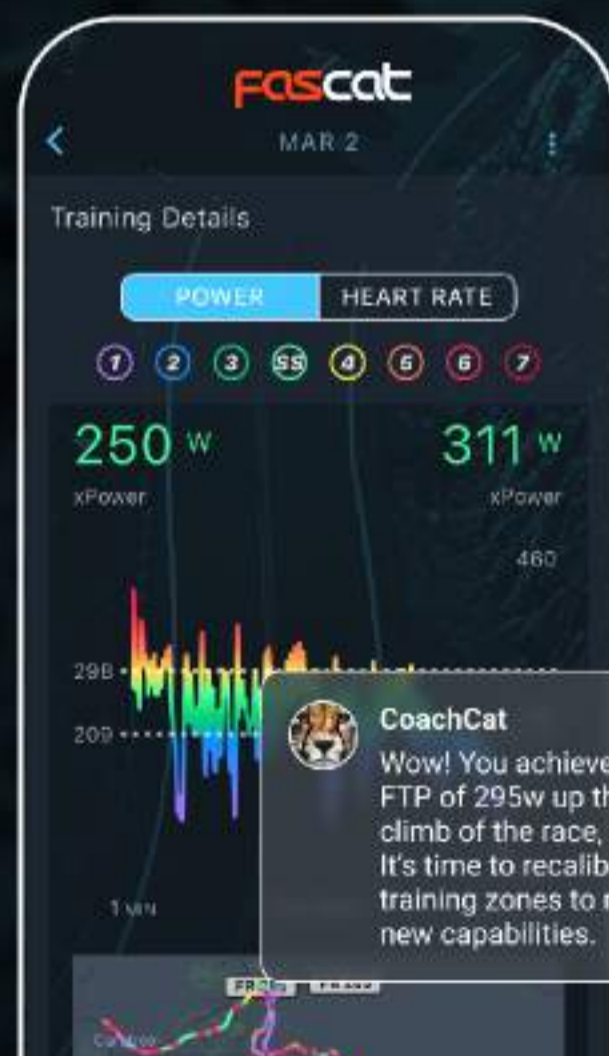 FASCAT
MAR 2
Training Details
POWER HEART RATE
1 2 3 SS 4 5 6 7
250 W 311 W
xPower xPower
460
298
209
CoachCat
Wow! You achieve
FTP of 295w up th
climb of the race,
It's time to recalib
training zones to
new capabilities.
1 MIN